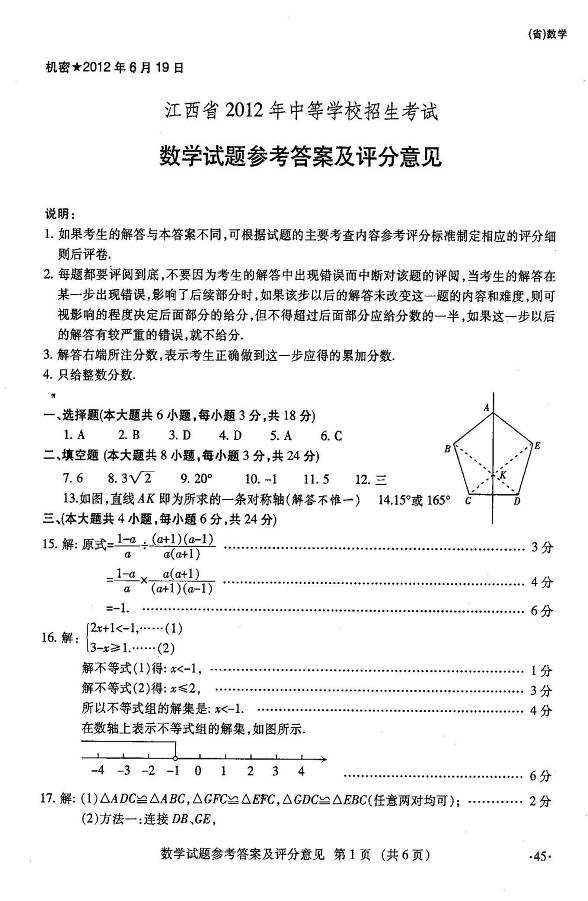 (省)数学
机密★2012年6月19日
江西省2012年中等学校招生考试
数学试题参考答案及评分意见
说明:
1. 如果考生的解答与本答案不同,可根据试题的主要考查内容参考评分标准制定相应的评分细
则后评卷.
2. 每题都要评阅到底,不要因为考生的解答中出现错误而中断对该题的评阅,当考生的解答在
某一步出现错误,影响了后续部分时,如果该步以后的解答未改变这一题的内容和难度,则可
视影响的程度决定后面部分的给分,但不得超过后面部分应给分数的一半,如果这一步以后
的解答有较严重的错误,就不给分.
3. 解答右端所注分数,表示考生正确做到这一步应得的累加分数.
4. 只给整数分数.
一、选择题(本大题共6小题,每小题3分,共18分)
1. A 2. B 3. D 4. D 5. A 6. C
二、填空题 (本大题共8小题,每小题3分,共24分)
7. 6 8. 3√2 9. 20° 10. -1 11. 5 12. 三
13.如图,直线AK即为所求的一条对称轴(解答不惟一) 14.15°或165°
A
B
E
K
C
D
三、(本大题共4小题,每小题6分,共24分)
15. 解: 原式=(1-a)/a÷((a+1)(a-1))/(a(a+1)) …… 3分
=(1-a)/a×(a(a+1))/((a+1)(a-1)) …… 4分
=-1. …… 6分
16. 解: {2x+1<-1,……(1)
3-x≥1.……(2)
解不等式(1)得: x<-1, …… 1分
解不等式(2)得: x≤2, …… 3分
所以不等式组的解集是: x<-1. …… 4分
在数轴上表示不等式组的解集,如图所示.
-4 -3 -2 -1 0 1 2 3 4 …… 6分
17. 解: (1)△ADC≌△ABC,△GFC≌△EFC,△GDC≌△EBC(任意两对均可); …… 2分
(2)方法一:连接DB、GE,
数学试题参考答案及评分意见 第1页 (共6页)
·45·